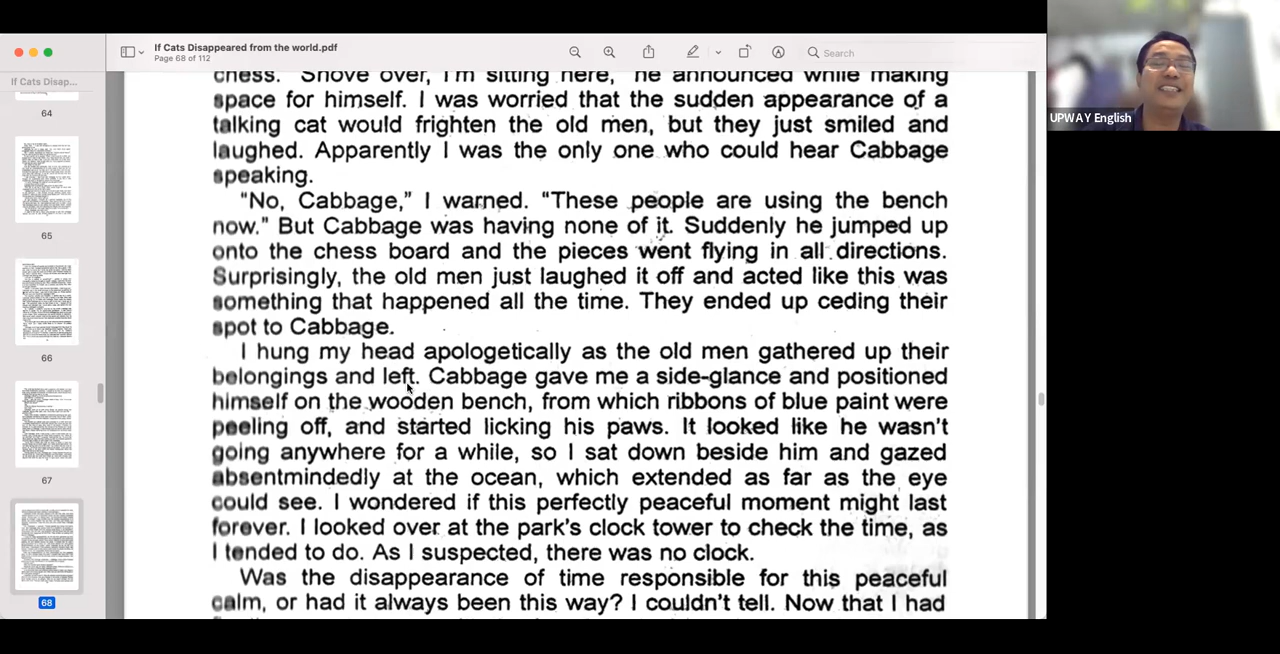 If Cats Disappeared from the world.pdf
Page 68 of 112
Search
If Cats Disap...
64
65
66
67
68
UPWAY English
chess. "Shove over, I'm sitting here," he announced while making
space for himself. I was worried that the sudden appearance of a
talking cat would frighten the old men, but they just smiled and
laughed. Apparently I was the only one who could hear Cabbage
speaking.
"No, Cabbage," I warned. "These people are using the bench
now." But Cabbage was having none of it. Suddenly he jumped up
onto the chess board and the pieces went flying in all directions.
Surprisingly, the old men just laughed it off and acted like this was
something that happened all the time. They ended up ceding their
spot to Cabbage.
I hung my head apologetically as the old men gathered up their
belongings and left. Cabbage gave me a side-glance and positioned
himself on the wooden bench, from which ribbons of blue paint were
peeling off, and started licking his paws. It looked like he wasn't
going anywhere for a while, so I sat down beside him and gazed
absentmindedly at the ocean, which extended as far as the eye
could see. I wondered if this perfectly peaceful moment might last
forever. I looked over at the park's clock tower to check the time, as
I tended to do. As I suspected, there was no clock.
Was the disappearance of time responsible for this peaceful
calm, or had it always been this way? I couldn't tell. Now that I had